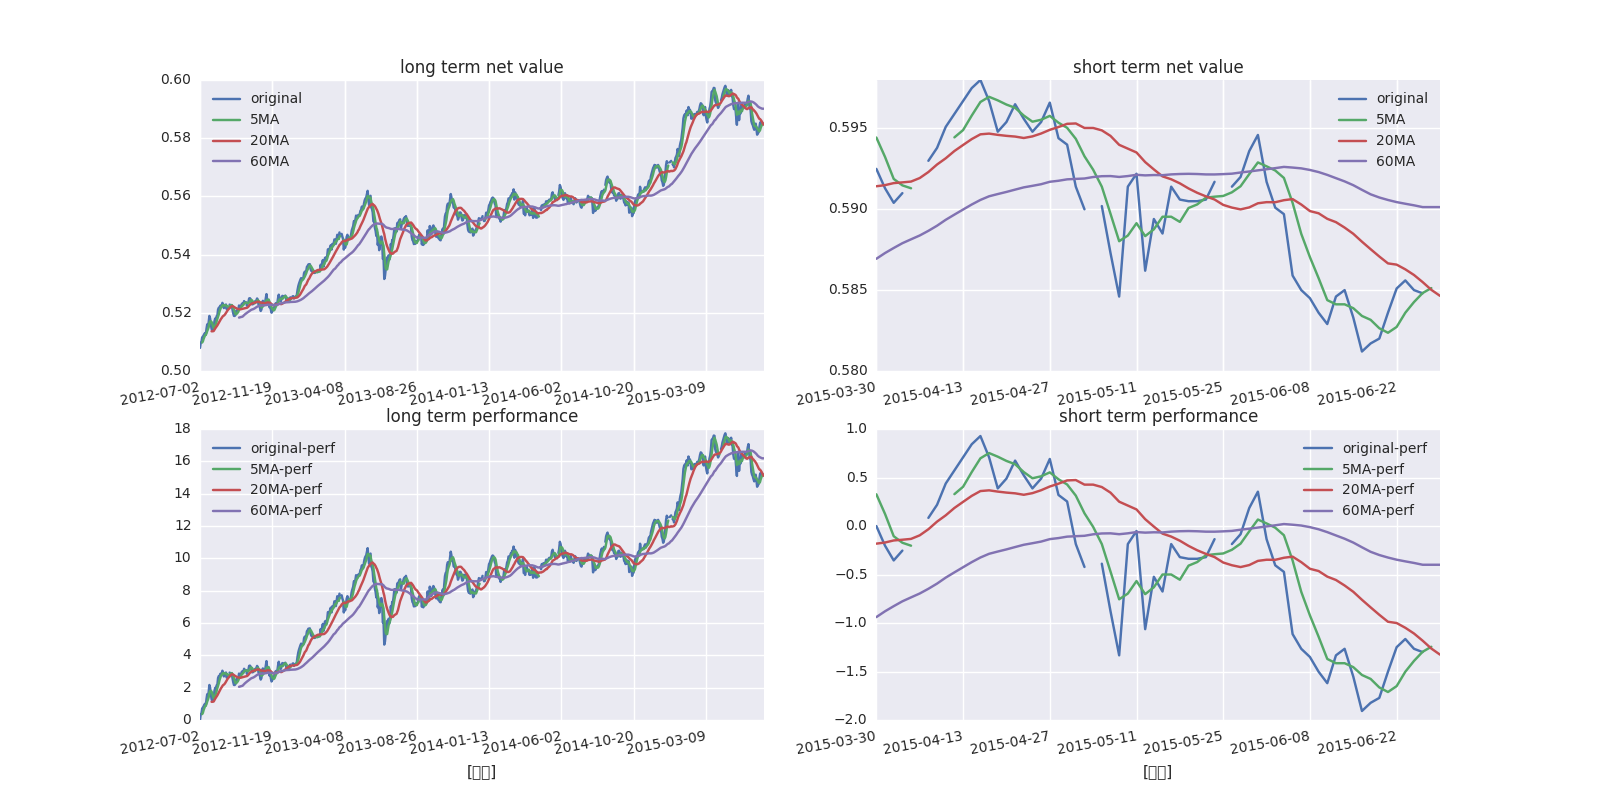 long term net value
0.60
0.58
0.56
0.54
0.52
0.50
original
5MA
20MA
60MA
2012-07-02
2012-11-19
2013-04-08
2013-08-26
2014-01-13
2014-06-02
2014-10-20
2015-03-09
short term net value
0.595
0.590
0.585
0.580
original
5MA
20MA
60MA
2015-03-30
2015-04-13
2015-04-27
2015-05-11
2015-05-25
2015-06-08
2015-06-22
long term performance
18
16
14
12
10
8
6
4
2
0
original-perf
5MA-perf
20MA-perf
60MA-perf
2012-07-02
2012-11-19
2013-04-08
2013-08-26
2014-01-13
2014-06-02
2014-10-20
2015-03-09
short term performance
1.0
0.5
0.0
−0.5
−1.0
−1.5
−2.0
original-perf
5MA-perf
20MA-perf
60MA-perf
2015-03-30
2015-04-13
2015-04-27
2015-05-11
2015-05-25
2015-06-08
2015-06-22